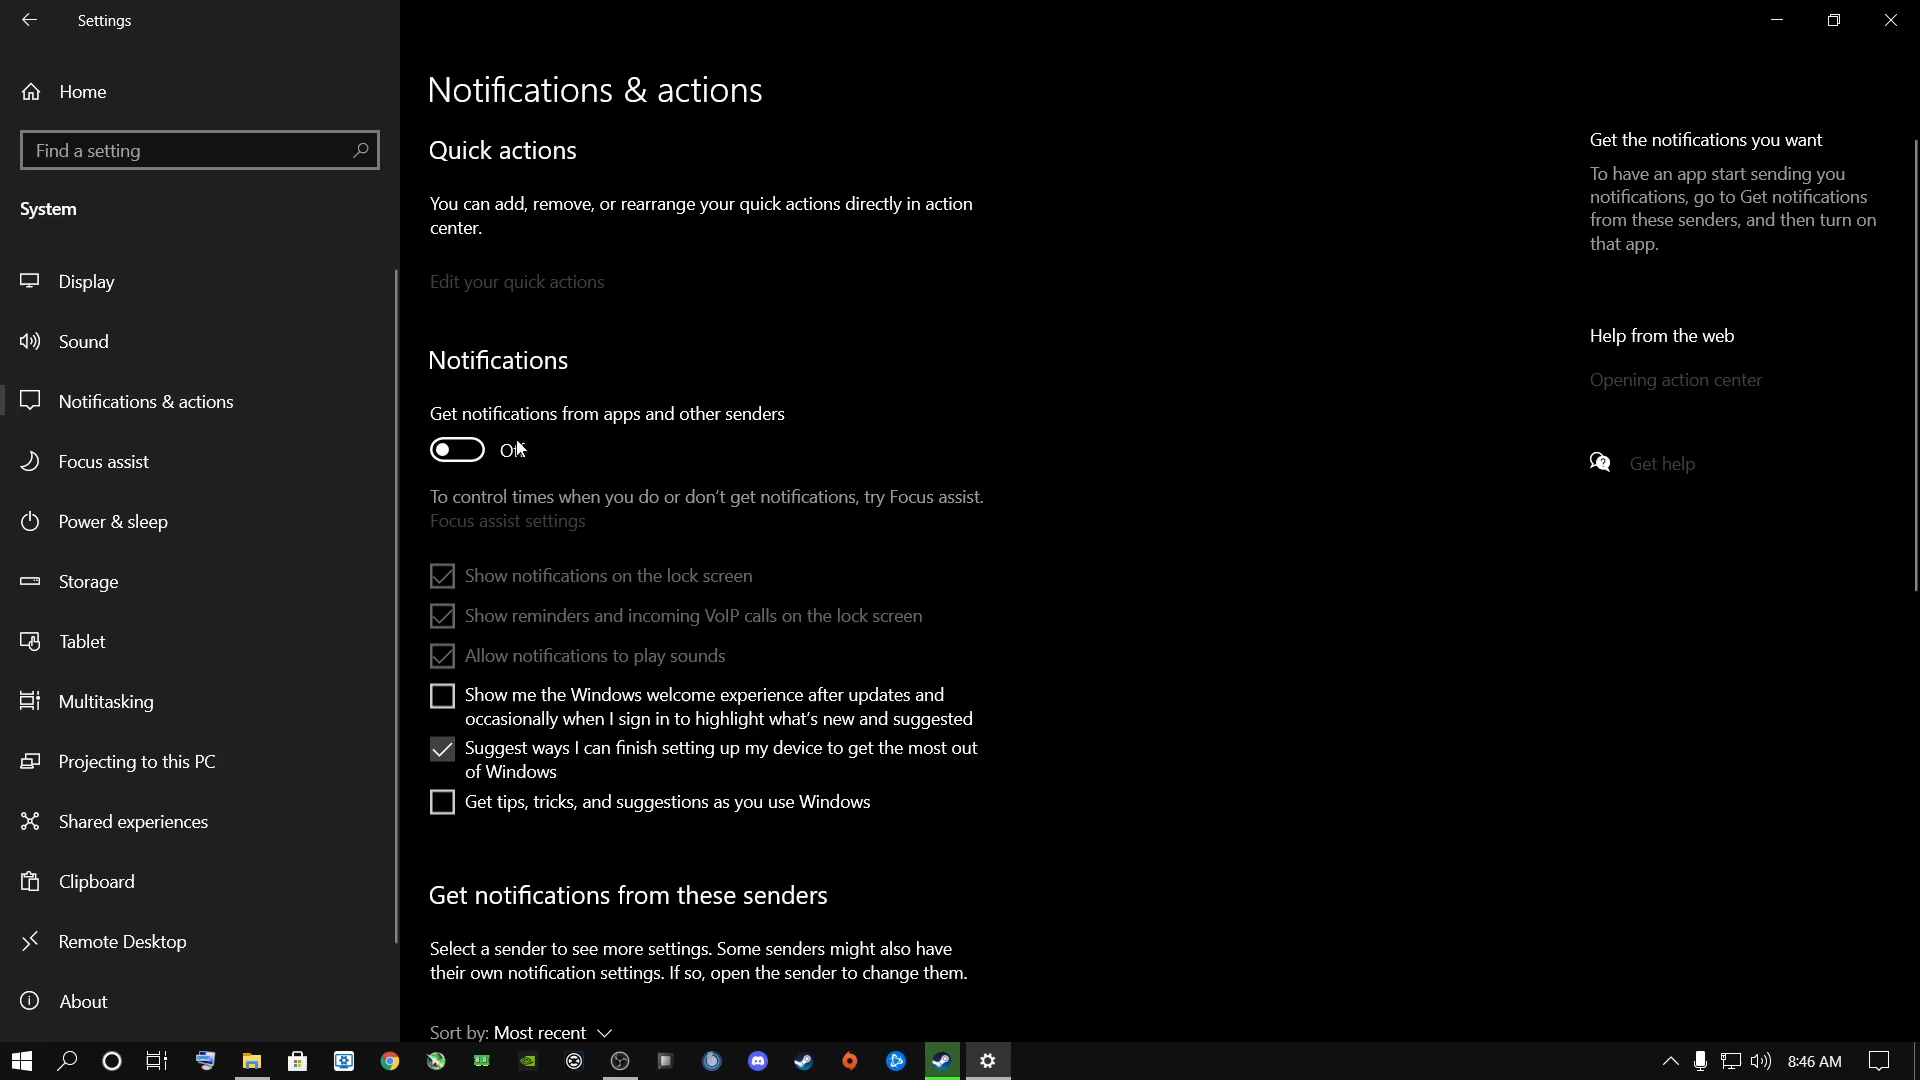 Settings
Home
Find a setting
System
Display
Sound
Notifications & actions
Focus assist
Power & sleep
Storage
Tablet
Multitasking
Projecting to this PC
Shared experiences
Clipboard
Remote Desktop
About
Notifications & actions
Quick actions
You can add, remove, or rearrange your quick actions directly in action
center.
Edit your quick actions
Notifications
Get notifications from apps and other senders
Off
To control times when you do or don't get notifications, try Focus assist.
Focus assist settings
Show notifications on the lock screen
Show reminders and incoming VoIP calls on the lock screen
Allow notifications to play sounds
Show me the Windows welcome experience after updates and
occasionally when I sign in to highlight what's new and suggested
Suggest ways I can finish setting up my device to get the most out
of Windows
Get tips, tricks, and suggestions as you use Windows
Get notifications from these senders
Select a sender to see more settings. Some senders might also have
their own notification settings. If so, open the sender to change them.
Sort by: Most recent
Get the notifications you want
To have an app start sending you
notifications, go to Get notifications
from these senders, and then turn on
that app.
Help from the web
Opening action center
Get help
8:46 AM